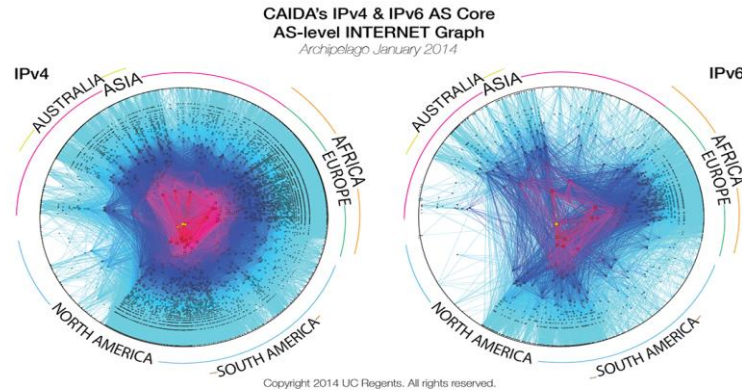 CAIDA's IPv4 & IPv6 AS Core
AS-level INTERNET Graph
Archipelago January 2014
IPv4
AUSTRALIA
ASIA
AFRICA
EUROPE
NORTH AMERICA
SOUTH AMERICA
IPv6
AUSTRALIA
ASIA
AFRICA
EUROPE
NORTH AMERICA
SOUTH AMERICA
Copyright 2014 UC Regents. All rights reserved.